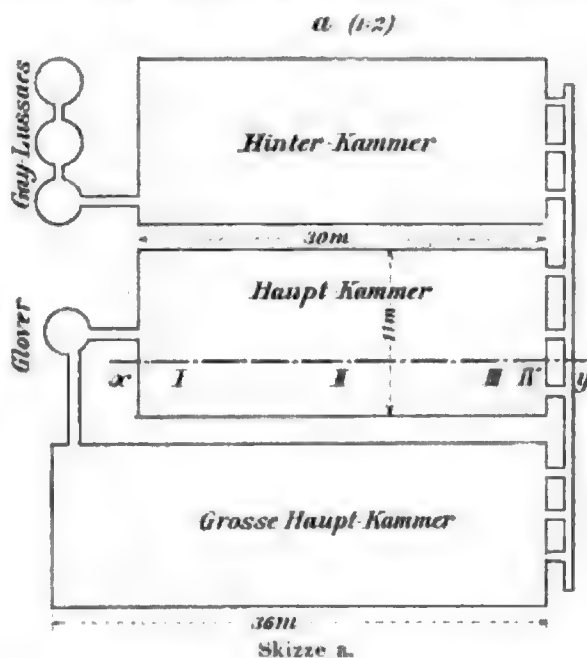 a (1:2)
Gay-Lussacs
Hinter-Kammer
30m
Haupt-Kammer
11m
Glover
x I II III IV y
Grosse Haupt-Kammer
36m
Skizze a.